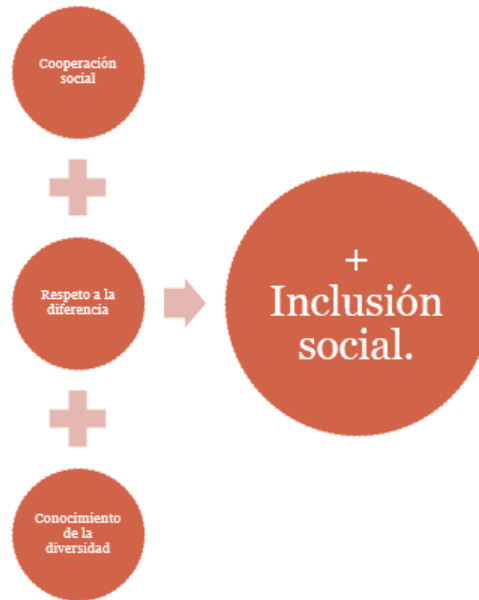 Cooperación
social
Respeto a la
diferencia
Conocimiento
de la
diversidad
+
Inclusión
social.